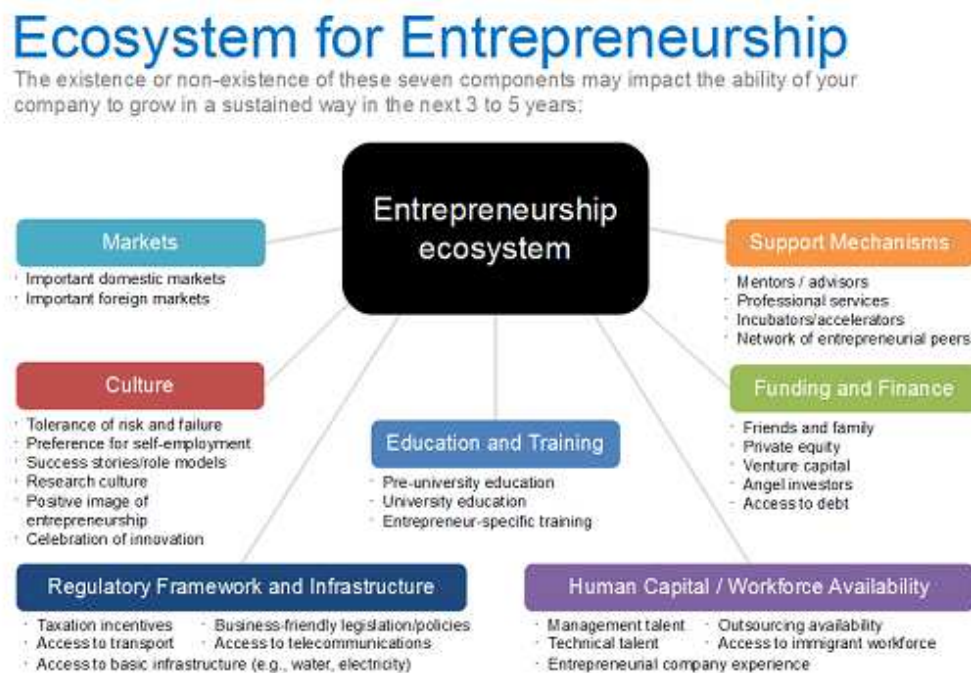 Ecosystem for Entrepreneurship
The existence or non-existence of these seven components may impact the ability of your
company to grow in a sustained way in the next 3 to 5 years:
Entrepreneurship
ecosystem
Markets
· Important domestic markets
· Important foreign markets
Support Mechanisms
· Mentors / advisors
· Professional services
· Incubators/accelerators
· Network of entrepreneurial peers
Culture
· Tolerance of risk and failure
· Preference for self-employment
· Success stories/role models
· Research culture
· Positive image of
entrepreneurship
· Celebration of innovation
Education and Training
· Pre-university education
· University education
· Entrepreneur-specific training
Funding and Finance
· Friends and family
· Private equity
· Venture capital
· Angel investors
· Access to debt
Regulatory Framework and Infrastructure
· Taxation incentives · Business-friendly legislation/policies
· Access to transport · Access to telecommunications
· Access to basic infrastructure (e.g., water, electricity)
Human Capital / Workforce Availability
· Management talent · Outsourcing availability
· Technical talent · Access to immigrant workforce
· Entrepreneurial company experience